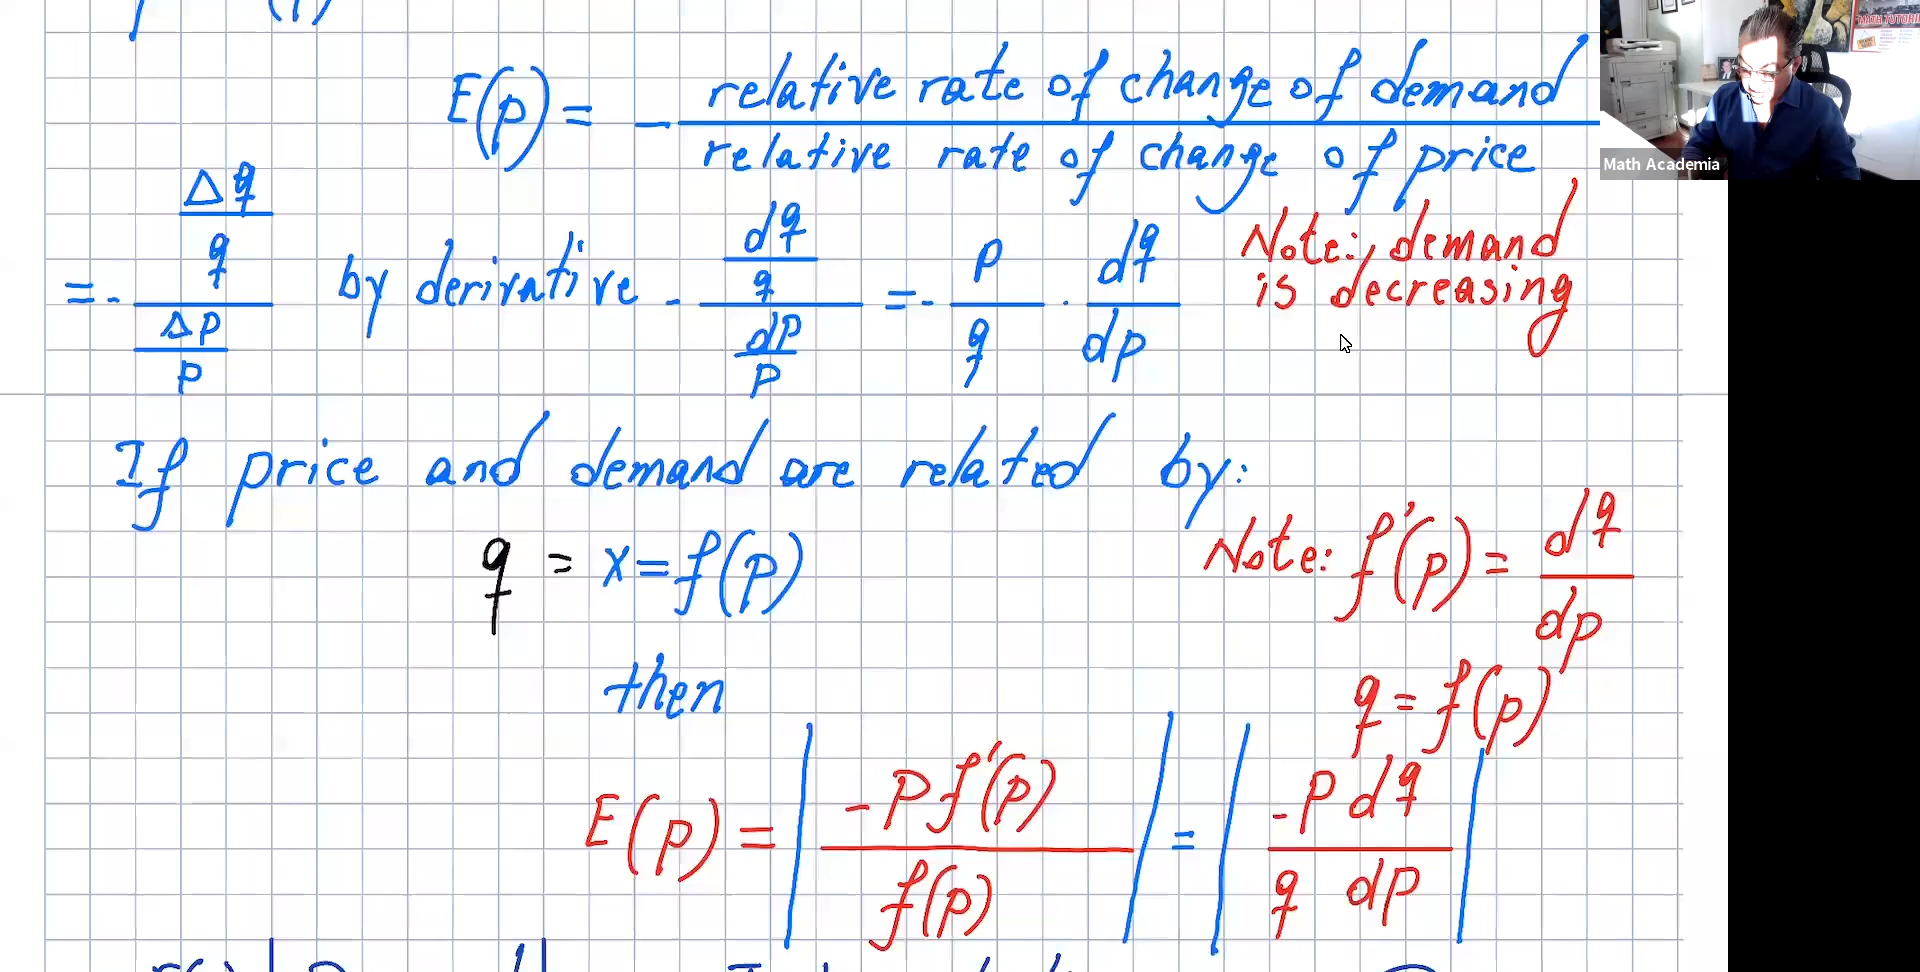 E(p) = - relative rate of change of demand
relative rate of change of price
= - Δq/q / Δp/p by derivative - dq/q / dp/p = - p/q · dq/dp
Note: demand
is decreasing
If price and demand are related by:
q = x = f(p)
Note: f'(p) = dq/dp
then
q = f(p)
E(p) = | -p f'(p) / f(p) | = | -p dq / q dp |
Math Academia
MATH TUTORI